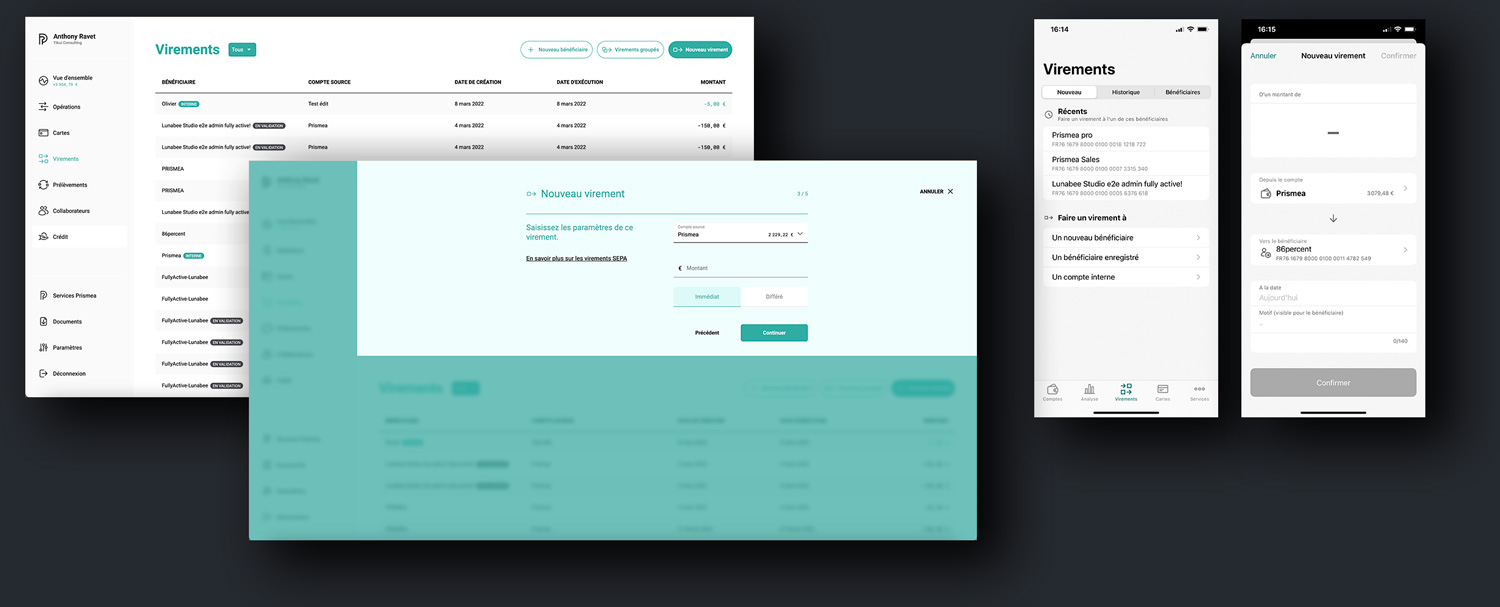 Anthony Ravet
Tikui Consulting
Vue d'ensemble
Opérations
Cartes
Virements
Prélèvements
Collaborateurs
Crédit
Services Prismea
Documents
Paramètres
Déconnexion
Virements Tous
Nouveau bénéficiaire Virements groupés Nouveau virement
BÉNÉFICIAIRE COMPTE SOURCE DATE DE CRÉATION DATE D'EXÉCUTION MONTANT
Olivier INTERNE Test édit 8 mars 2022 8 mars 2022 -5,00 €
Lunabee Studio e2e admin fully active! EN VALIDATION Prismea 4 mars 2022 4 mars 2022 -150,00 €
Lunabee Studio e2e admin fully active! EN VALIDATION Prismea 4 mars 2022 4 mars 2022 -150,00 €
PRISMEA
PRISMEA
Lunabee Studio e2e admin fully active!
86percent
Prismea INTERNE
FullyActive-Lunabee
FullyActive-Lunabee
FullyActive-Lunabee EN VALIDATION
FullyActive-Lunabee EN VALIDATION
FullyActive-Lunabee EN VALIDATION
FullyActive-Lunabee EN VALIDATION
Nouveau virement 3 / 5 ANNULER
Saisissez les paramètres de ce
virement.
En savoir plus sur les virements SEPA
Compte source
Prismea 2 229,22 €
€ Montant
Immédiat Différé
Précédent Continuer
Virements
16:14
Virements
Nouveau Historique Bénéficiaires
Récents
Faire un virement à l'un de ces bénéficiaires
Prismea pro
FR76 1679 8000 0100 0018 1218 722
Prismea Sales
FR76 1679 8000 0100 0007 3315 340
Lunabee Studio e2e admin fully active!
FR76 1679 8000 0100 0005 6376 618
Faire un virement à
Un nouveau bénéficiaire
Un bénéficiaire enregistré
Un compte interne
Comptes Analyse Virements Cartes Services
16:15
Annuler Nouveau virement Confirmer
D'un montant de
Depuis le compte
Prismea 3 079,48 €
Vers le bénéficiaire
86percent
FR76 1679 8000 0100 0011 4782 549
A la date
Aujourd'hui
Motif (visible pour le bénéficiaire)
0/140
Confirmer